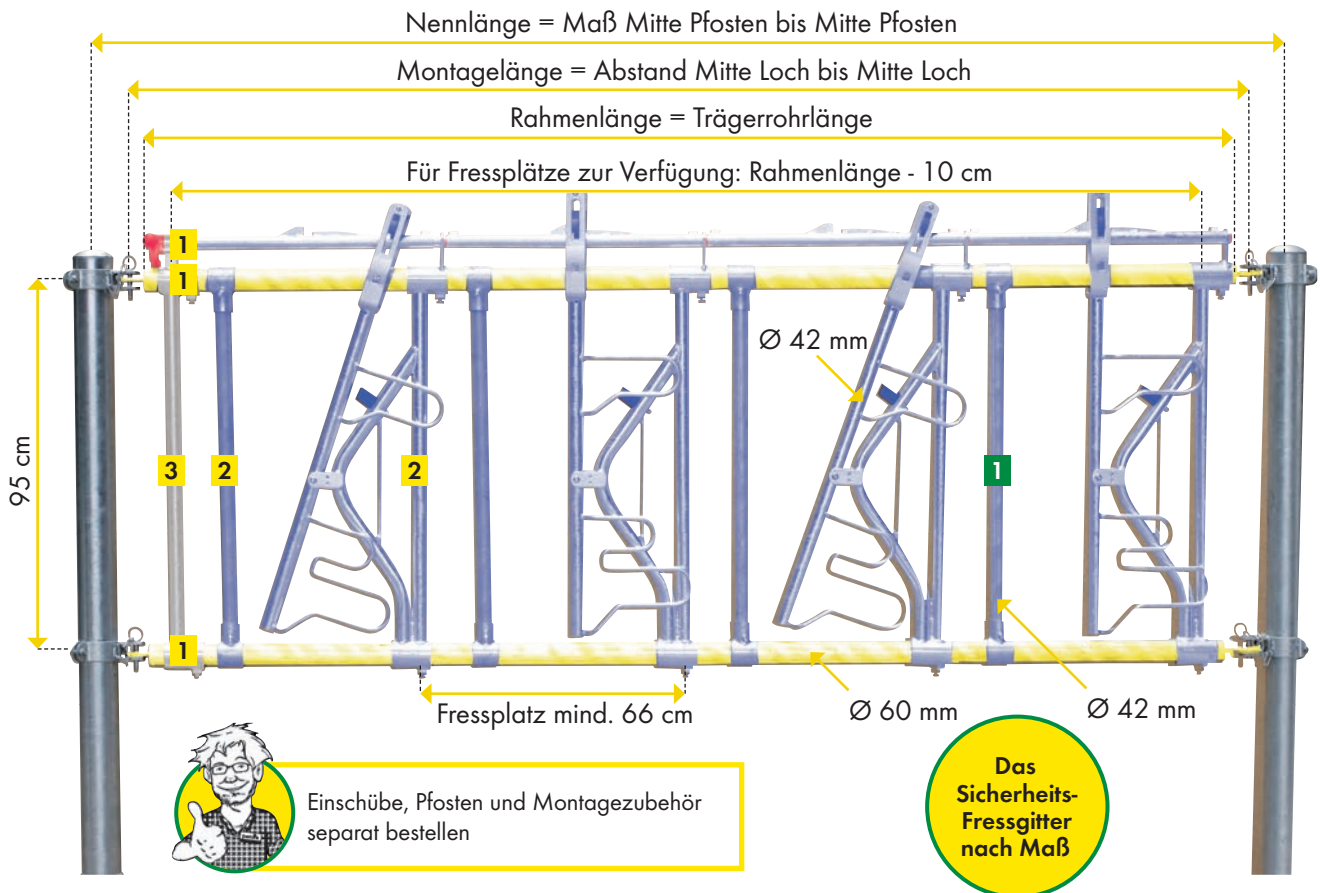 Nennlänge = Maß Mitte Pfosten bis Mitte Pfosten
Montagelänge = Abstand Mitte Loch bis Mitte Loch
Rahmenlänge = Trägerrohrlänge
Für Fressplätze zur Verfügung: Rahmenlänge - 10 cm
1
1
Ø 42 mm
95 cm
3
2
2
1
1
Fressplatz mind. 66 cm
Ø 60 mm
Ø 42 mm
Einschübe, Pfosten und Montagezubehör
separat bestellen
Das
Sicherheits-
Fressgitter
nach Maß